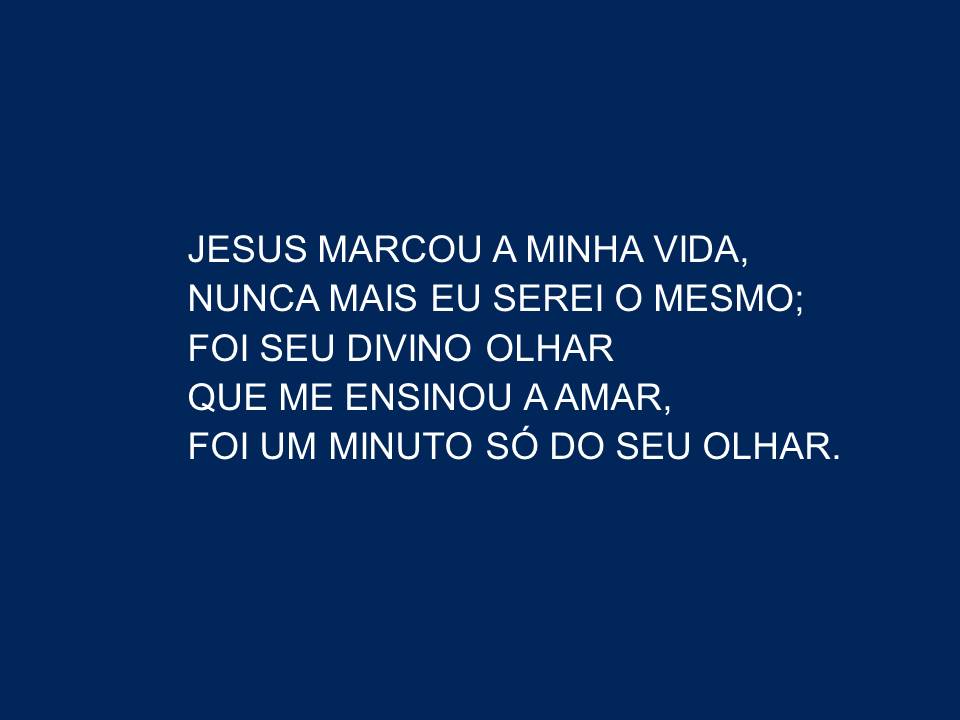 JESUS MARCOU A MINHA VIDA,
NUNCA MAIS EU SEREI O MESMO;
FOI SEU DIVINO OLHAR
QUE ME ENSINOU A AMAR,
FOI UM MINUTO SÓ DO SEU OLHAR.